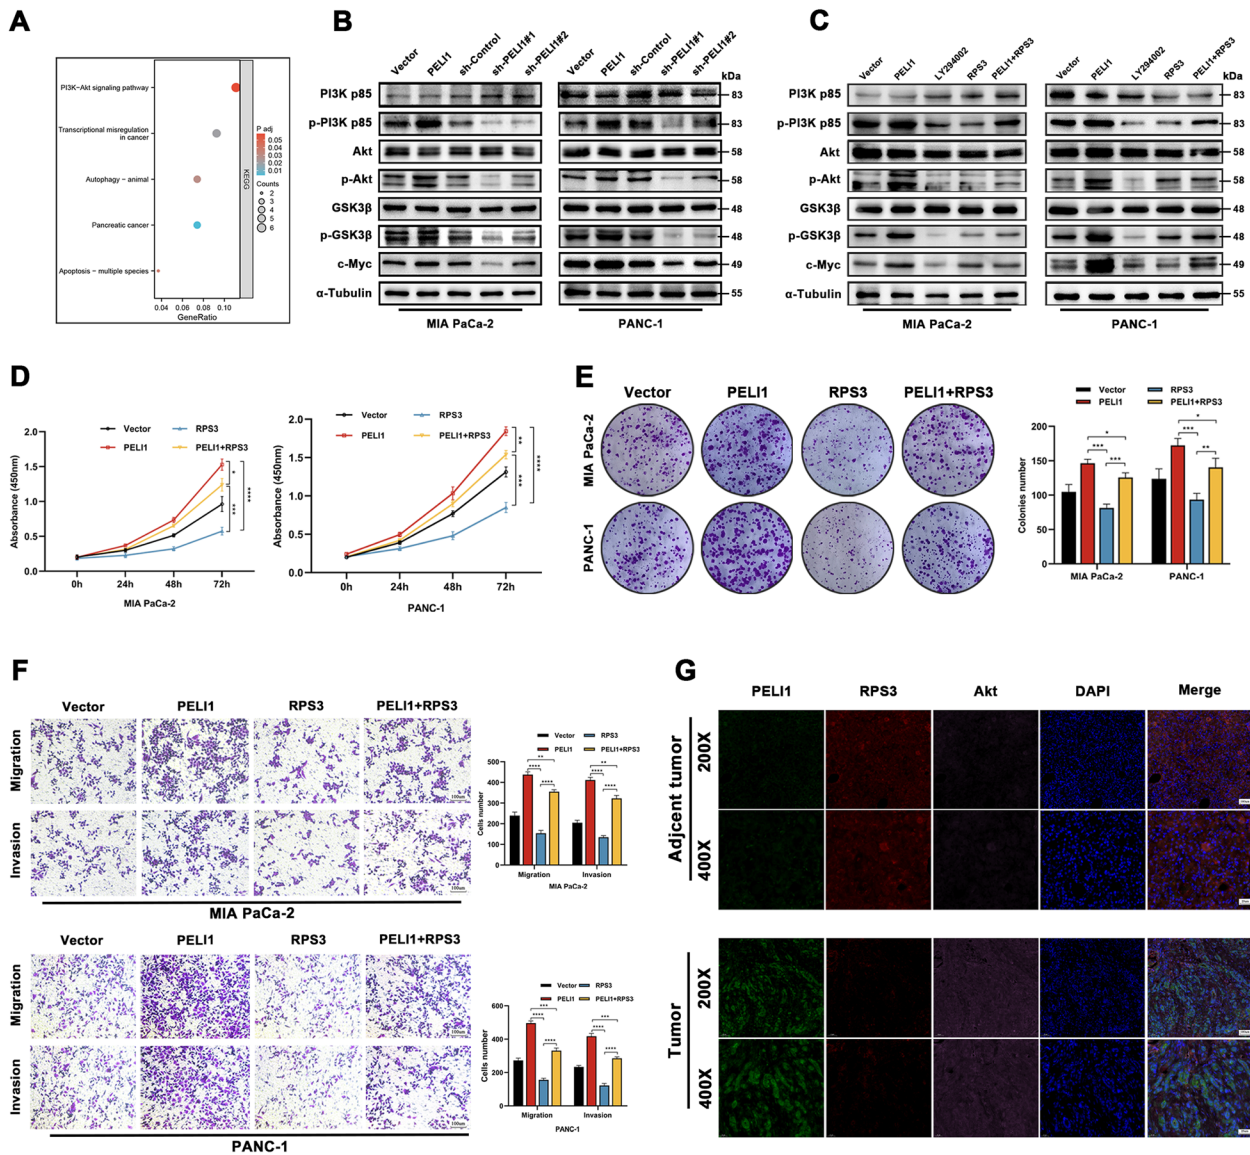 A
PI3K−Akt signaling pathway
Transcriptional misregulation
in cancer
Autophagy − animal
Pancreatic cancer
Apoptosis − multiple species
0.04 0.06 0.08 0.10
GeneRatio
KEGG
P adj
0.05
0.04
0.03
0.02
0.01
Counts
2
3
4
5
6
B
Vector PELI1 sh-Control sh-PELI1#1 sh-PELI1#2 Vector PELI1 sh-Control sh-PELI1#1 sh-PELI1#2
kDa
PI3K p85 83
p-PI3K p85 83
Akt 58
p-Akt 58
GSK3β 48
p-GSK3β 48
c-Myc 49
α-Tubulin 55
MIA PaCa-2 PANC-1
C
Vector PELI1 LY294002 RPS3 PELI1+RPS3 Vector PELI1 LY294002 RPS3 PELI1+RPS3
kDa
PI3K p85 83
p-PI3K p85 83
Akt 58
p-Akt 58
GSK3β 48
p-GSK3β 48
c-Myc 49
α-Tubulin 55
MIA PaCa-2 PANC-1
D
Vector RPS3
PELI1 PELI1+RPS3
Absorbance (450nm)
2.0
1.5
1.0
0.5
0.0
* *** ****
0h 24h 48h 72h
MIA PaCa-2
Vector RPS3
PELI1 PELI1+RPS3
Absorbance (450nm)
2.0
1.5
1.0
0.5
0.0
** *** ****
0h 24h 48h 72h
PANC-1
E
Vector PELI1 RPS3 PELI1+RPS3
MIA PaCa-2
PANC-1
Vector RPS3
PELI1 PELI1+RPS3
Colonies number
200
150
100
50
0
* *** *** * *** **
MIA PaCa-2 PANC-1
F
Vector PELI1 RPS3 PELI1+RPS3
Migration
100um
Invasion
100um
MIA PaCa-2
Vector RPS3
PELI1 PELI1+RPS3
Cells number
500
400
300
200
100
0
** **** **** ** **** ****
Migration Invasion
MIA PaCa-2
Vector PELI1 RPS3 PELI1+RPS3
Migration
100um
Invasion
100um
PANC-1
Vector RPS3
PELI1 PELI1+RPS3
Cells number
600
400
200
0
*** **** **** *** **** ****
Migration Invasion
PANC-1
G
PELI1 RPS3 Akt DAPI Merge
Adjcent tumor
200X
400X
Tumor
200X
400X